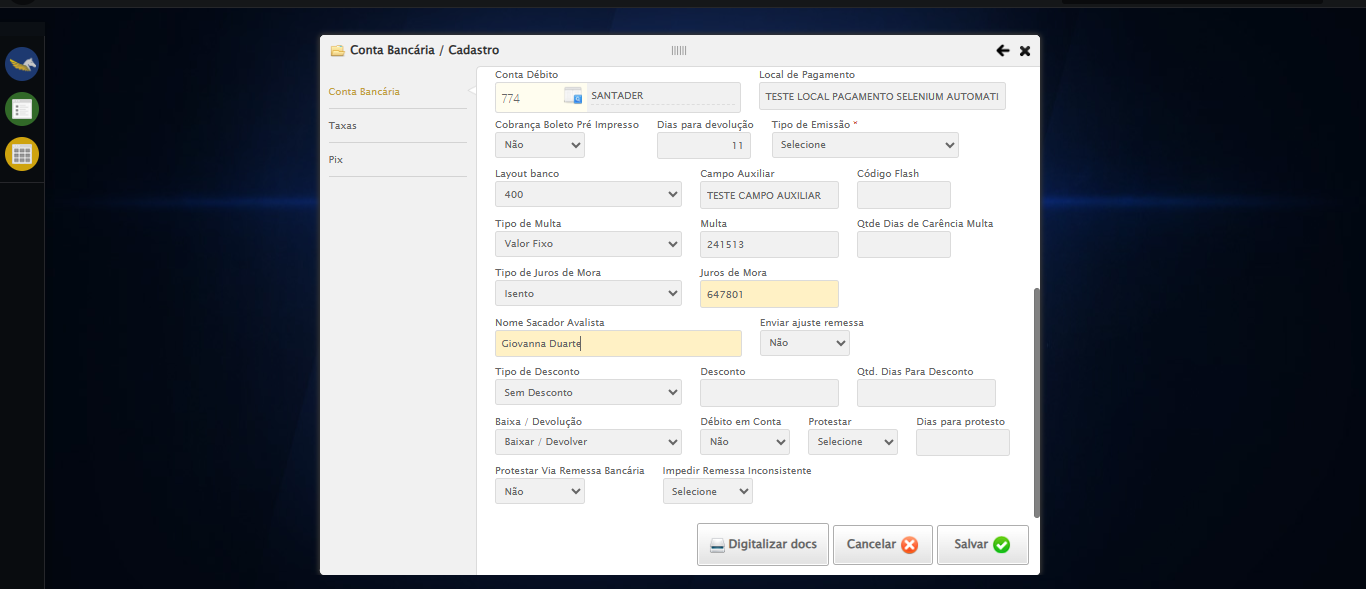 Conta Bancária / Cadastro
Conta Bancária
Taxas
Pix
Conta Débito
Local de Pagamento
774
SANTADER
TESTE LOCAL PAGAMENTO SELENIUM AUTOMATI
Cobrança Boleto Pré Impresso
Dias para devolução
Tipo de Emissão *
Não
11
Selecione
Layout banco
Campo Auxiliar
Código Flash
400
TESTE CAMPO AUXILIAR
Tipo de Multa
Multa
Qtde Dias de Carência Multa
Valor Fixo
241513
Tipo de Juros de Mora
Juros de Mora
Isento
647801
Nome Sacador Avalista
Enviar ajuste remessa
Giovanna Duarte
Não
Tipo de Desconto
Desconto
Qtd. Dias Para Desconto
Sem Desconto
Baixa / Devolução
Débito em Conta
Protestar
Dias para protesto
Baixar / Devolver
Não
Selecione
Protestar Via Remessa Bancária
Impedir Remessa Inconsistente
Não
Selecione
Digitalizar docs
Cancelar
Salvar